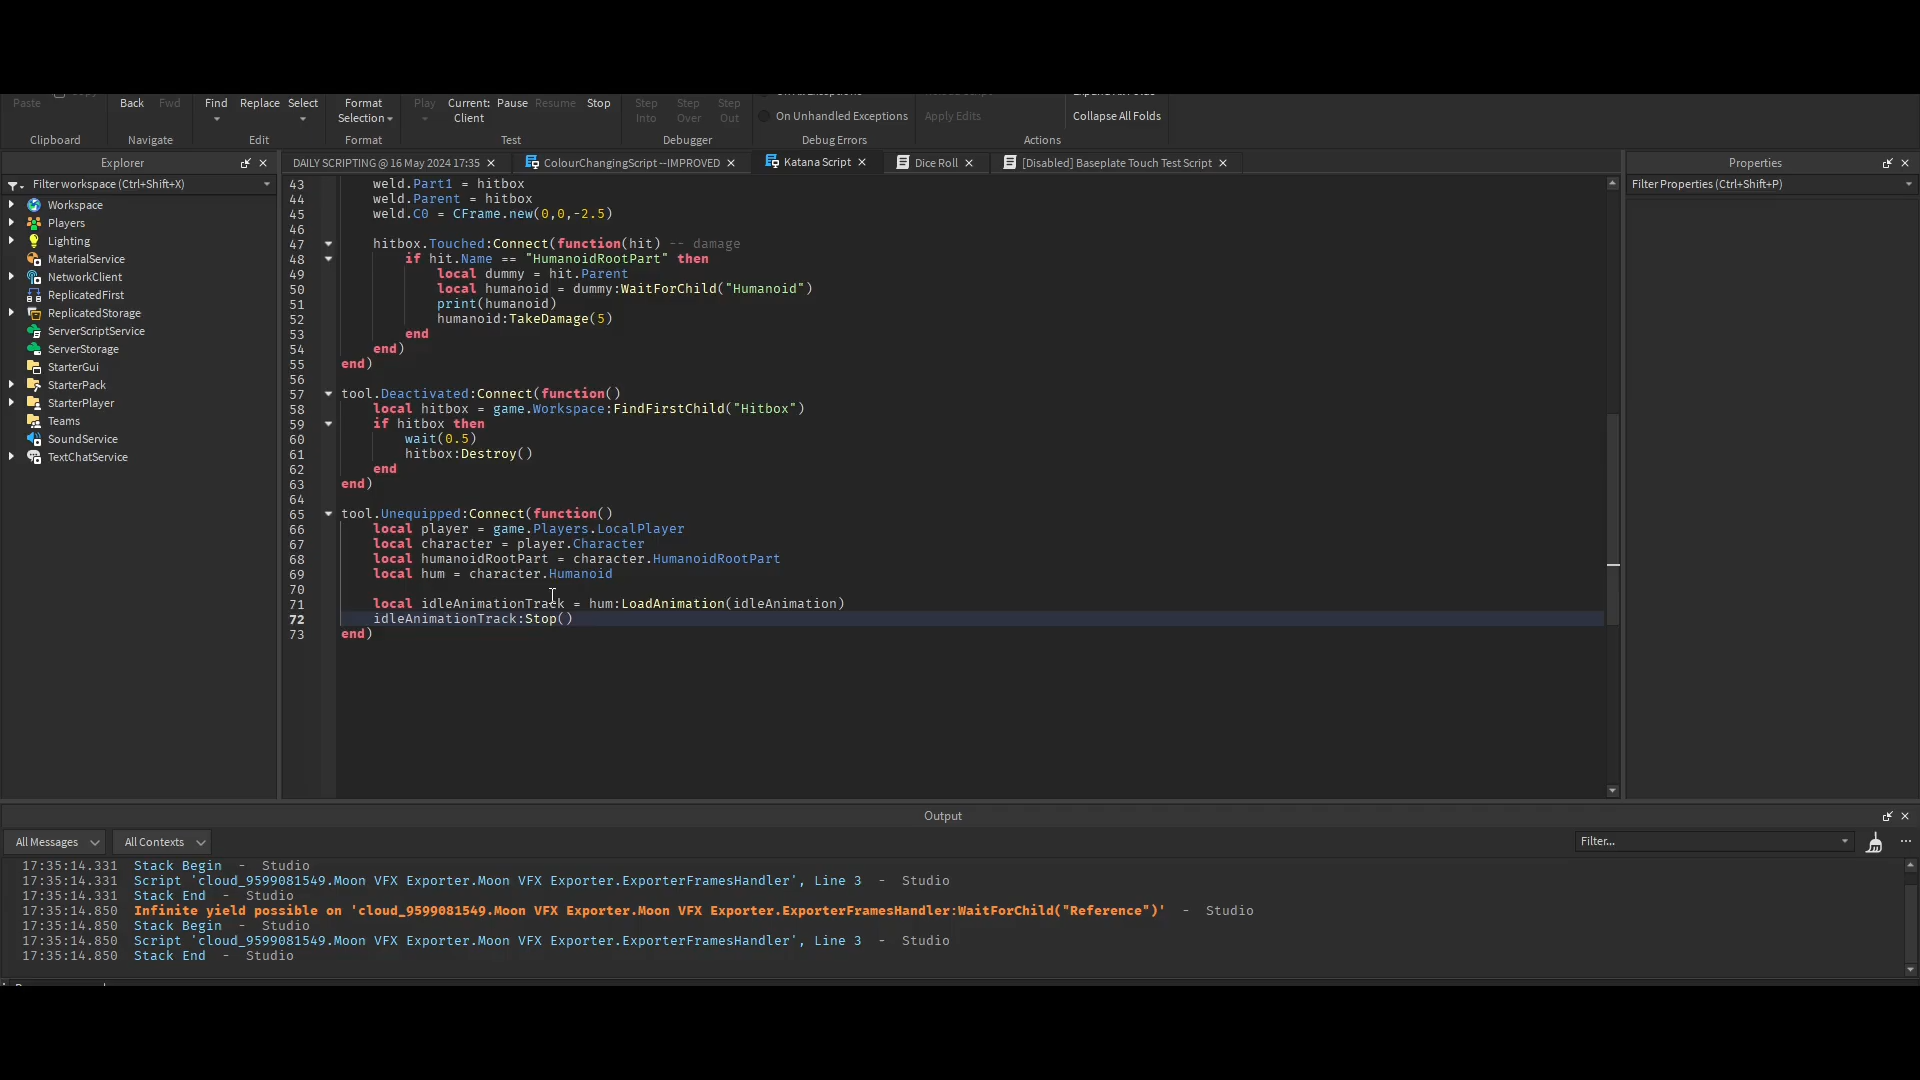 Paste
Back
Fwd
Find
Replace
Select
Format
Selection
Play
Current:
Client
Pause
Resume
Stop
Step
Into
Step
Over
Step
Out
On Unhandled Exceptions
Apply Edits
Collapse All Folds
Clipboard
Navigate
Edit
Format
Test
Debugger
Debug Errors
Actions
Explorer
DAILY SCRIPTING @ 16 May 2024 17:35
ColourChangingScript --IMPROVED
Katana Script
Dice Roll
[Disabled] Baseplate Touch Test Script
Properties
Filter workspace (Ctrl+Shift+X)
Filter Properties (Ctrl+Shift+P)
Workspace
Players
Lighting
MaterialService
NetworkClient
ReplicatedFirst
ReplicatedStorage
ServerScriptService
ServerStorage
StarterGui
StarterPack
StarterPlayer
Teams
SoundService
TextChatService
43 weld.Part1 = hitbox
44 weld.Parent = hitbox
45 weld.C0 = CFrame.new(0,0,-2.5)
46
47 hitbox.Touched:Connect(function(hit) -- damage
48 if hit.Name == "HumanoidRootPart" then
49 local dummy = hit.Parent
50 local humanoid = dummy:WaitForChild("Humanoid")
51 print(humanoid)
52 humanoid:TakeDamage(5)
53 end
54 end)
55 end)
56
57 tool.Deactivated:Connect(function()
58 local hitbox = game.Workspace:FindFirstChild("Hitbox")
59 if hitbox then
60 wait(0.5)
61 hitbox:Destroy()
62 end
63 end)
64
65 tool.Unequipped:Connect(function()
66 local player = game.Players.LocalPlayer
67 local character = player.Character
68 local humanoidRootPart = character.HumanoidRootPart
69 local hum = character.Humanoid
70
71 local idleAnimationTrack = hum:LoadAnimation(idleAnimation)
72 idleAnimationTrack:Stop()
73 end)
Output
All Messages
All Contexts
Filter...
17:35:14.331 Stack Begin - Studio
17:35:14.331 Script 'cloud_9599081549.Moon VFX Exporter.Moon VFX Exporter.ExporterFramesHandler', Line 3 - Studio
17:35:14.331 Stack End - Studio
17:35:14.850 Infinite yield possible on 'cloud_9599081549.Moon VFX Exporter.Moon VFX Exporter.ExporterFramesHandler:WaitForChild("Reference")' - Studio
17:35:14.850 Stack Begin - Studio
17:35:14.850 Script 'cloud_9599081549.Moon VFX Exporter.Moon VFX Exporter.ExporterFramesHandler', Line 3 - Studio
17:35:14.850 Stack End - Studio